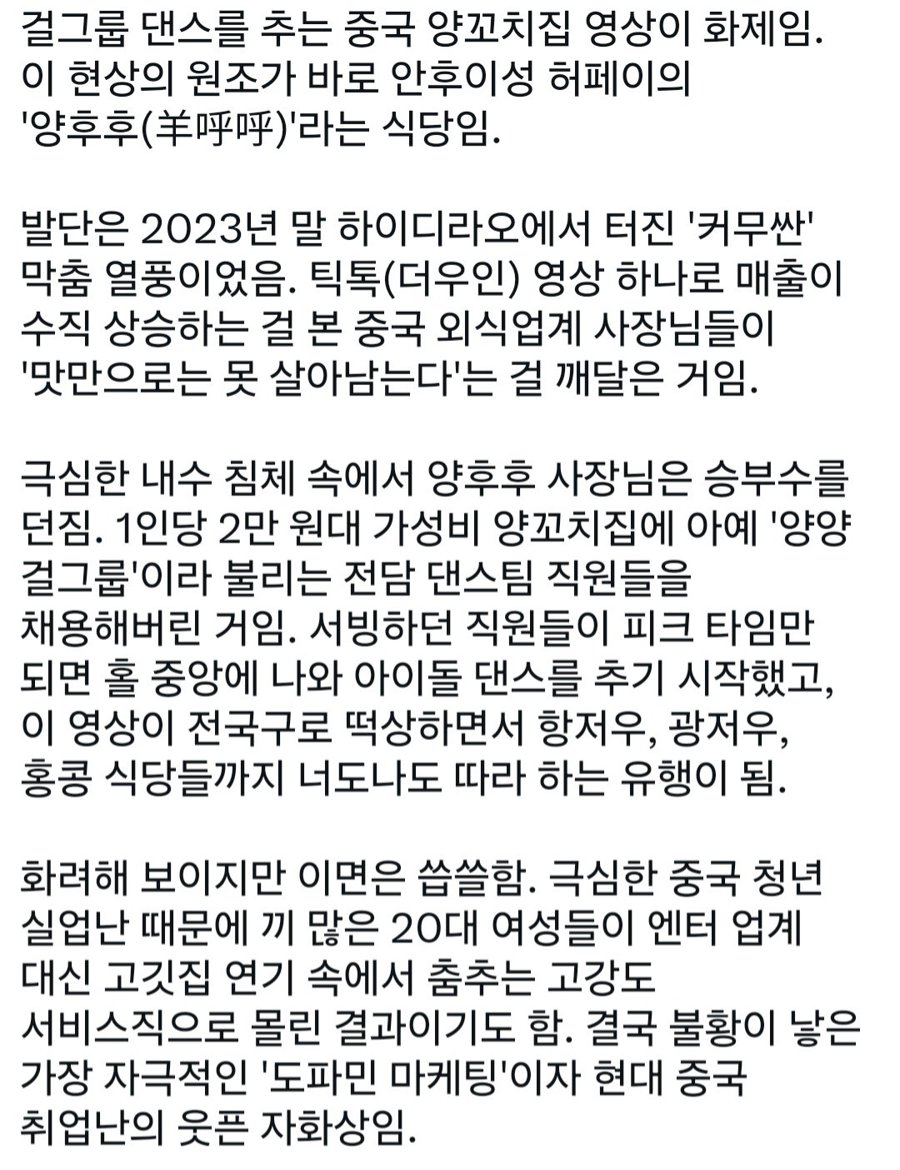 걸그룹 댄스를 추는 중국 양꼬치집 영상이 화제임.
이 현상의 원조가 바로 안후이성 허페이의
'양후후(羊呼呼)'라는 식당임.
발단은 2023년 말 하이디라오에서 터진 '커무싼'
막춤 열풍이었음. 틱톡(더우인) 영상 하나로 매출이
수직 상승하는 걸 본 중국 외식업계 사장님들이
'맛만으로는 못 살아남는다'는 걸 깨달은 거임.
극심한 내수 침체 속에서 양후후 사장님은 승부수를
던짐. 1인당 2만 원대 가성비 양꼬치집에 아예 '양양
걸그룹'이라 불리는 전담 댄스팀 직원들을
채용해버린 거임. 서빙하던 직원들이 피크 타임만
되면 홀 중앙에 나와 아이돌 댄스를 추기 시작했고,
이 영상이 전국구로 떡상하면서 항저우, 광저우,
홍콩 식당들까지 너도나도 따라 하는 유행이 됨.
화려해 보이지만 이면은 씁쓸함. 극심한 중국 청년
실업난 때문에 끼 많은 20대 여성들이 엔터 업계
대신 고깃집 연기 속에서 춤추는 고강도
서비스직으로 몰린 결과이기도 함. 결국 불황이 낳은
가장 자극적인 '도파민 마케팅'이자 현대 중국
취업난의 웃픈 자화상임.